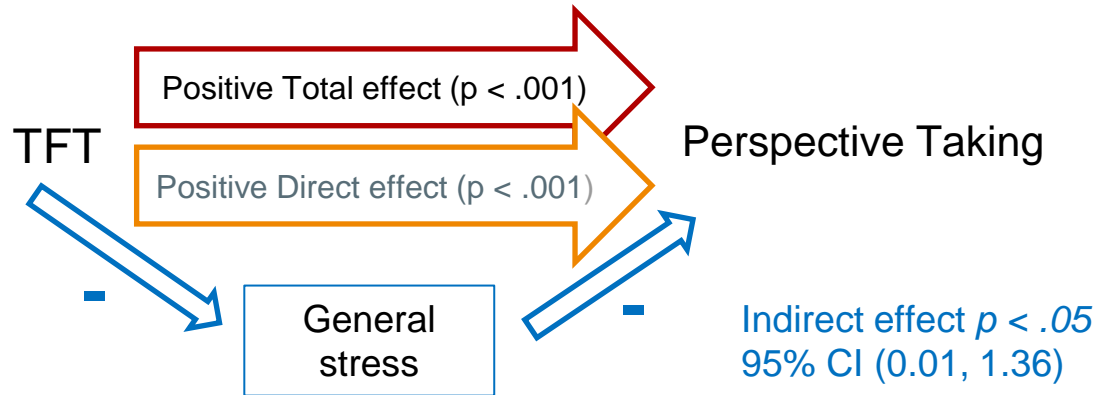 Positive Total effect (p < .001)
TFT
Perspective Taking
Positive Direct effect (p < .001)
-
-
General
stress
Indirect effect p < .05
95% CI (0.01, 1.36)